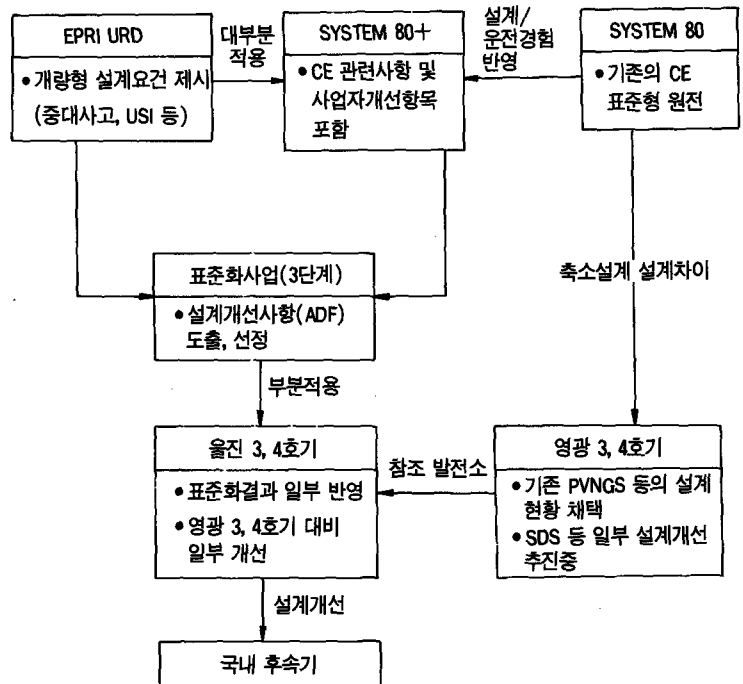 EPRI URD
• 개량형 설계요건 제시
(중대사고, USI 등)
대부분
적용
SYSTEM 80+
• CE 관련사항 및
사업자개선항목
포함
설계/
운전경험
반영
SYSTEM 80
• 기존의 CE
표준형 원전
표준화사업(3단계)
• 설계개선사항(ADF)
도출, 선정
축소설계 설계차이
부분적용
울진 3, 4호기
• 표준화결과 일부 반영
• 영광 3, 4호기 대비
일부 개선
참조 발전소
영광 3, 4호기
• 기존 PVNGS 등의 설계
현황 채택
• SDS 등 일부 설계개선
추진중
설계개선
국내 후속기